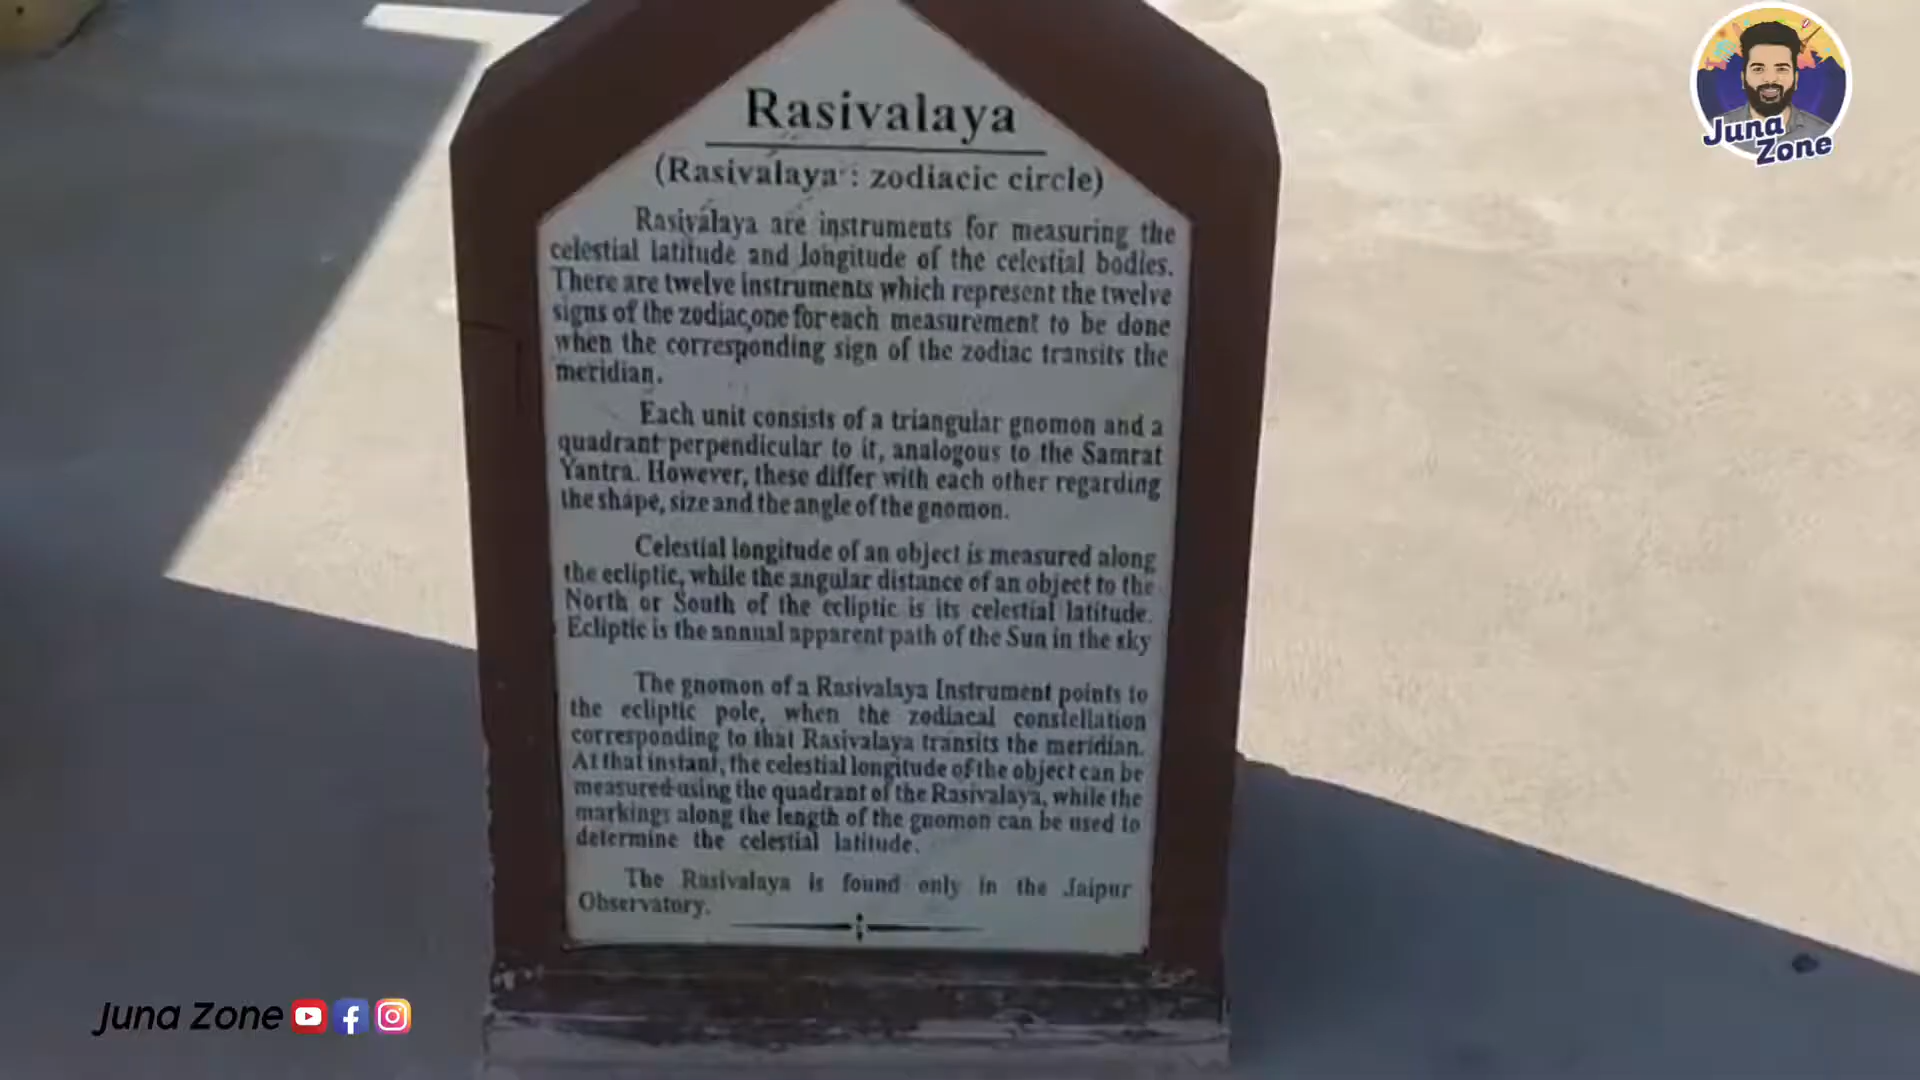 Rasivalaya
(Rasivalaya : zodiacic circle)
Rasivalaya are instruments for measuring the
celestial latitude and longitude of the celestial bodies.
There are twelve instruments which represent the twelve
signs of the zodiac,one for each measurement to be done
when the corresponding sign of the zodiac transits the
meridian.
Each unit consists of a triangular gnomon and a
quadrant perpendicular to it, analogous to the Samrat
Yantra. However, these differ with each other regarding
the shape, size and the angle of the gnomon.
Celestial longitude of an object is measured along
the ecliptic, while the angular distance of an object to the
North or South of the ecliptic is its celestial latitude.
Ecliptic is the annual apparent path of the Sun in the sky
The gnomon of a Rasivalaya Instrument points to
the ecliptic pole, when the zodiacal constellation
corresponding to that Rasivalaya transits the meridian.
At that instant, the celestial longitude of the object can be
measured using the quadrant of the Rasivalaya, while the
markings along the length of the gnomon can be used to
determine the celestial latitude.
The Rasivalaya is found only in the Jaipur
Observatory.
Juna
Zone
Juna Zone